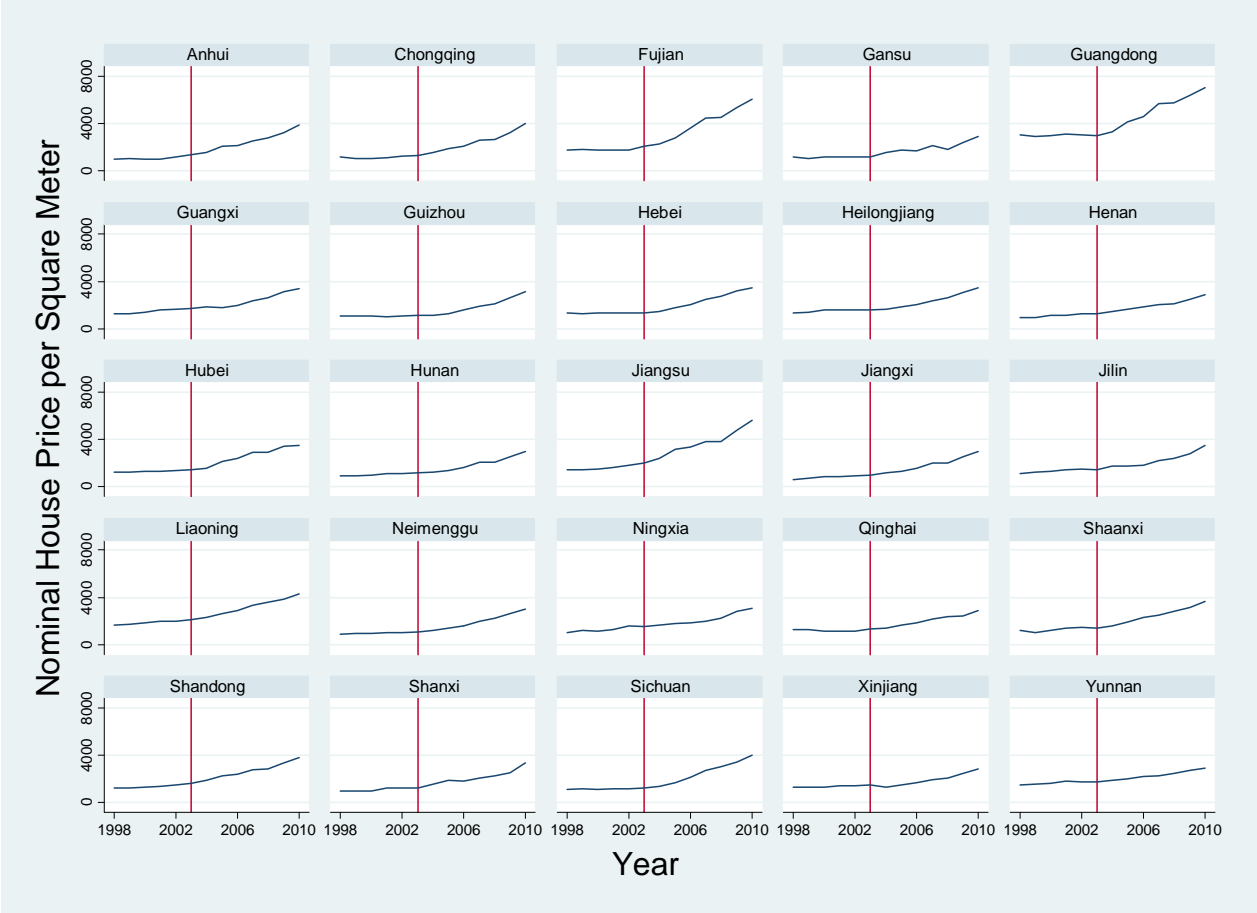 Anhui Chongqing Fujian Gansu Guangdong
8000
4000
0
Guangxi Guizhou Hebei Heilongjiang Henan
8000
4000
0
Hubei Hunan Jiangsu Jiangxi Jilin
8000
4000
0
Liaoning Neimenggu Ningxia Qinghai Shaanxi
8000
4000
0
Shandong Shanxi Sichuan Xinjiang Yunnan
8000
4000
0
1998 2002 2006 2010 1998 2002 2006 2010 1998 2002 2006 2010 1998 2002 2006 2010 1998 2002 2006 2010
Nominal House Price per Square Meter
Year